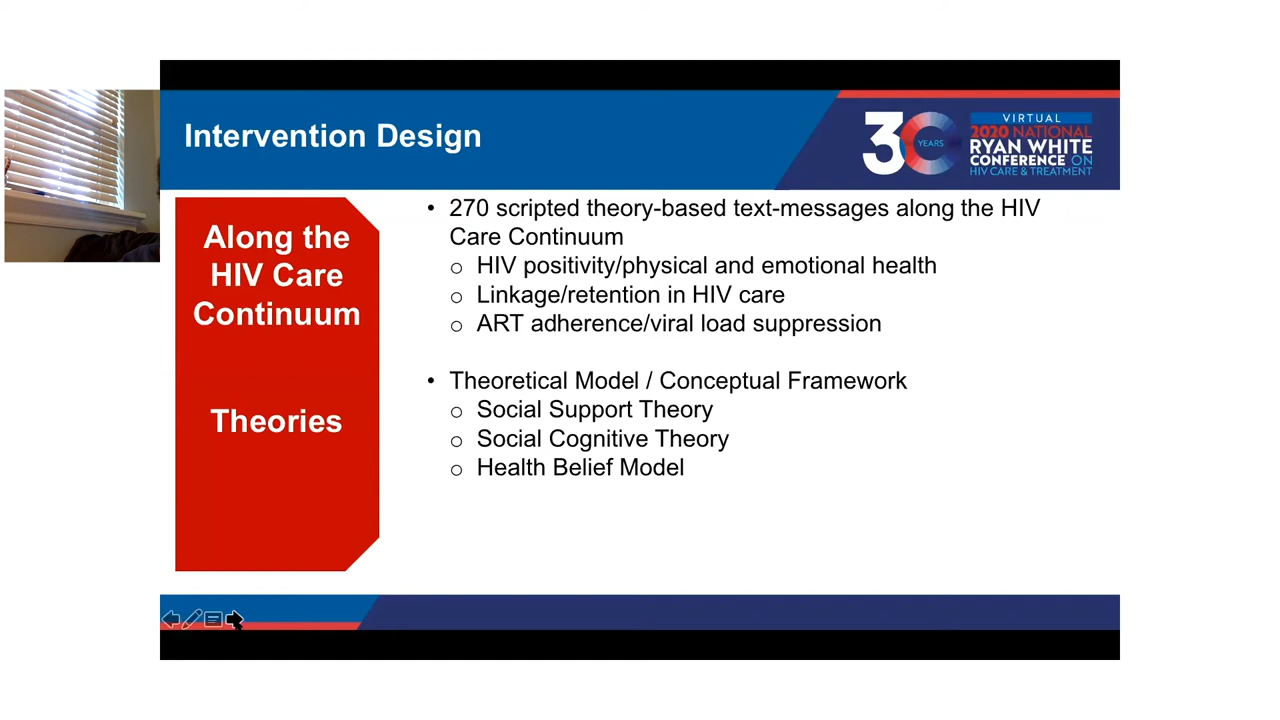 Intervention Design
30
YEARS
VIRTUAL
2020 NATIONAL
RYAN WHITE
CONFERENCE ON
HIV CARE & TREATMENT
Along the
HIV Care
Continuum
Theories
• 270 scripted theory-based text-messages along the HIV
Care Continuum
o HIV positivity/physical and emotional health
o Linkage/retention in HIV care
o ART adherence/viral load suppression
• Theoretical Model / Conceptual Framework
o Social Support Theory
o Social Cognitive Theory
o Health Belief Model